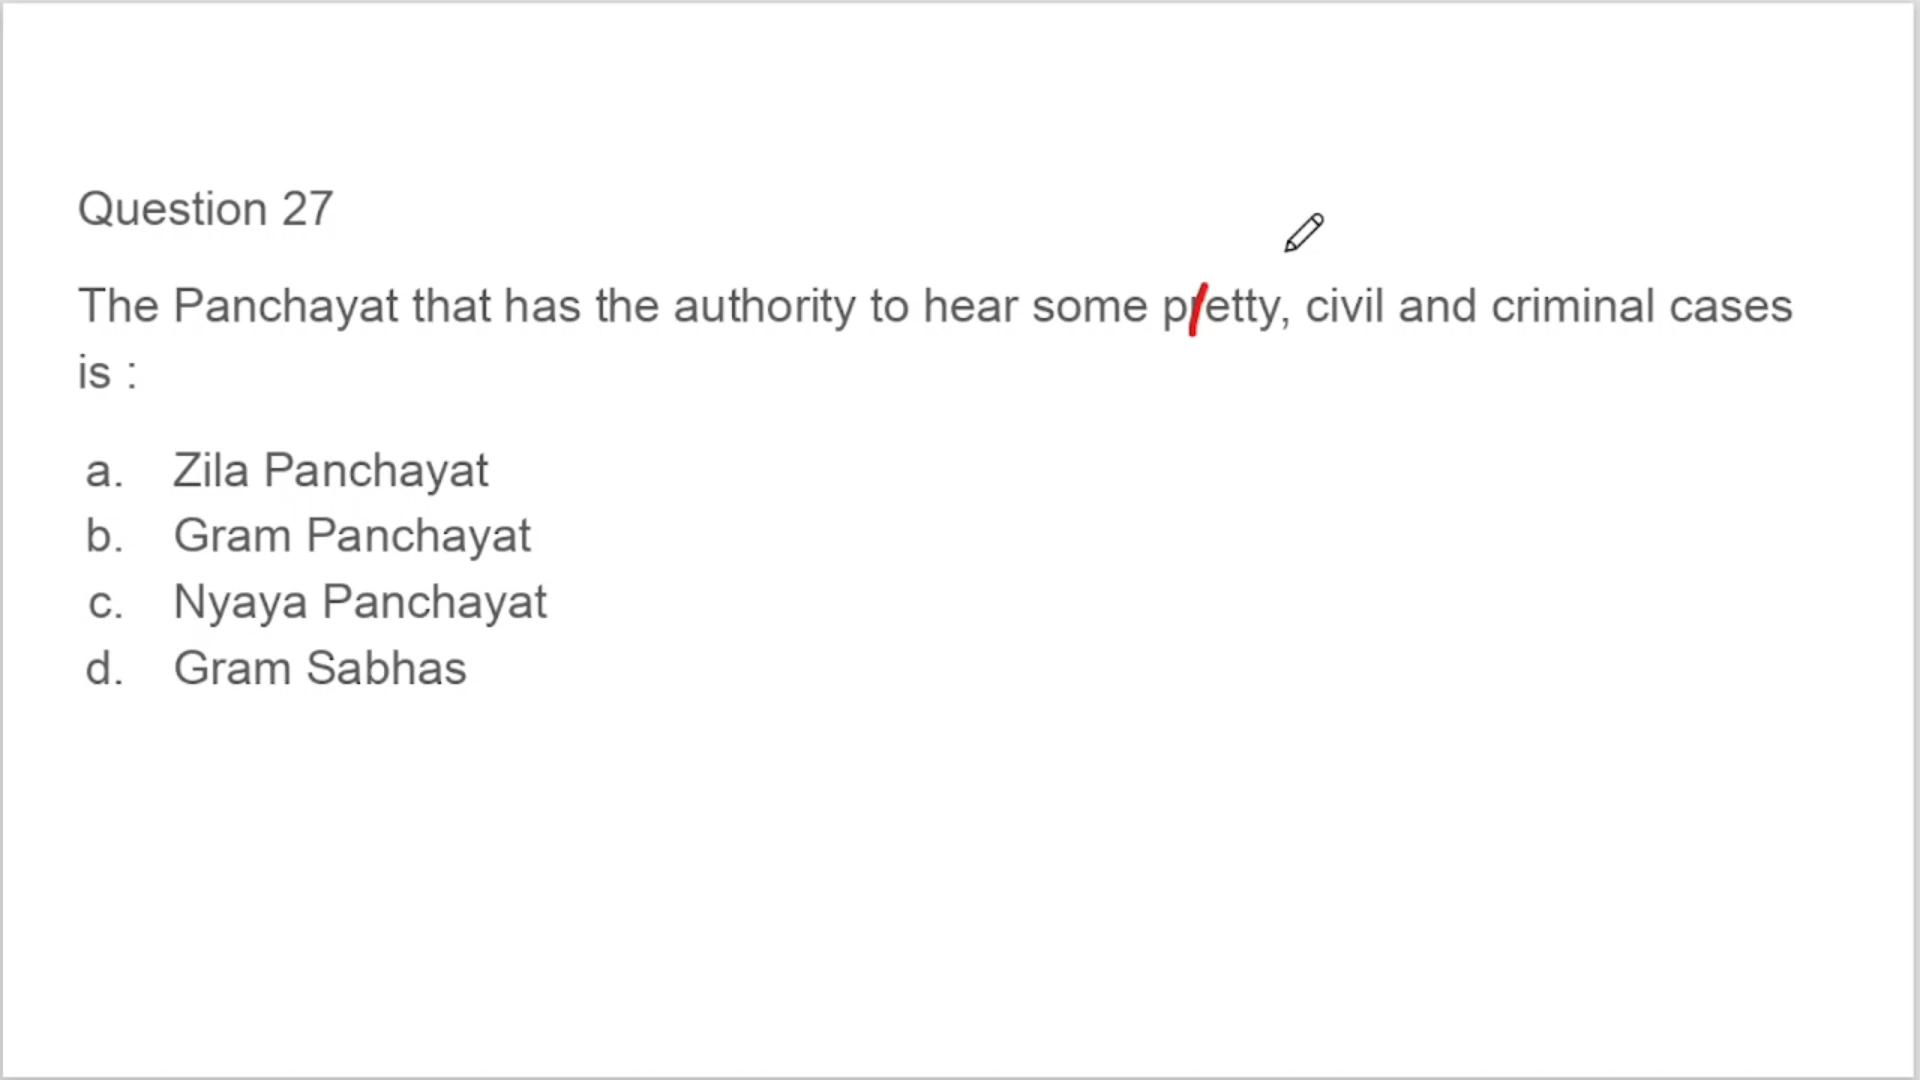 Question 27
The Panchayat that has the authority to hear some pretty, civil and criminal cases
is :
a. Zila Panchayat
b. Gram Panchayat
c. Nyaya Panchayat
d. Gram Sabhas